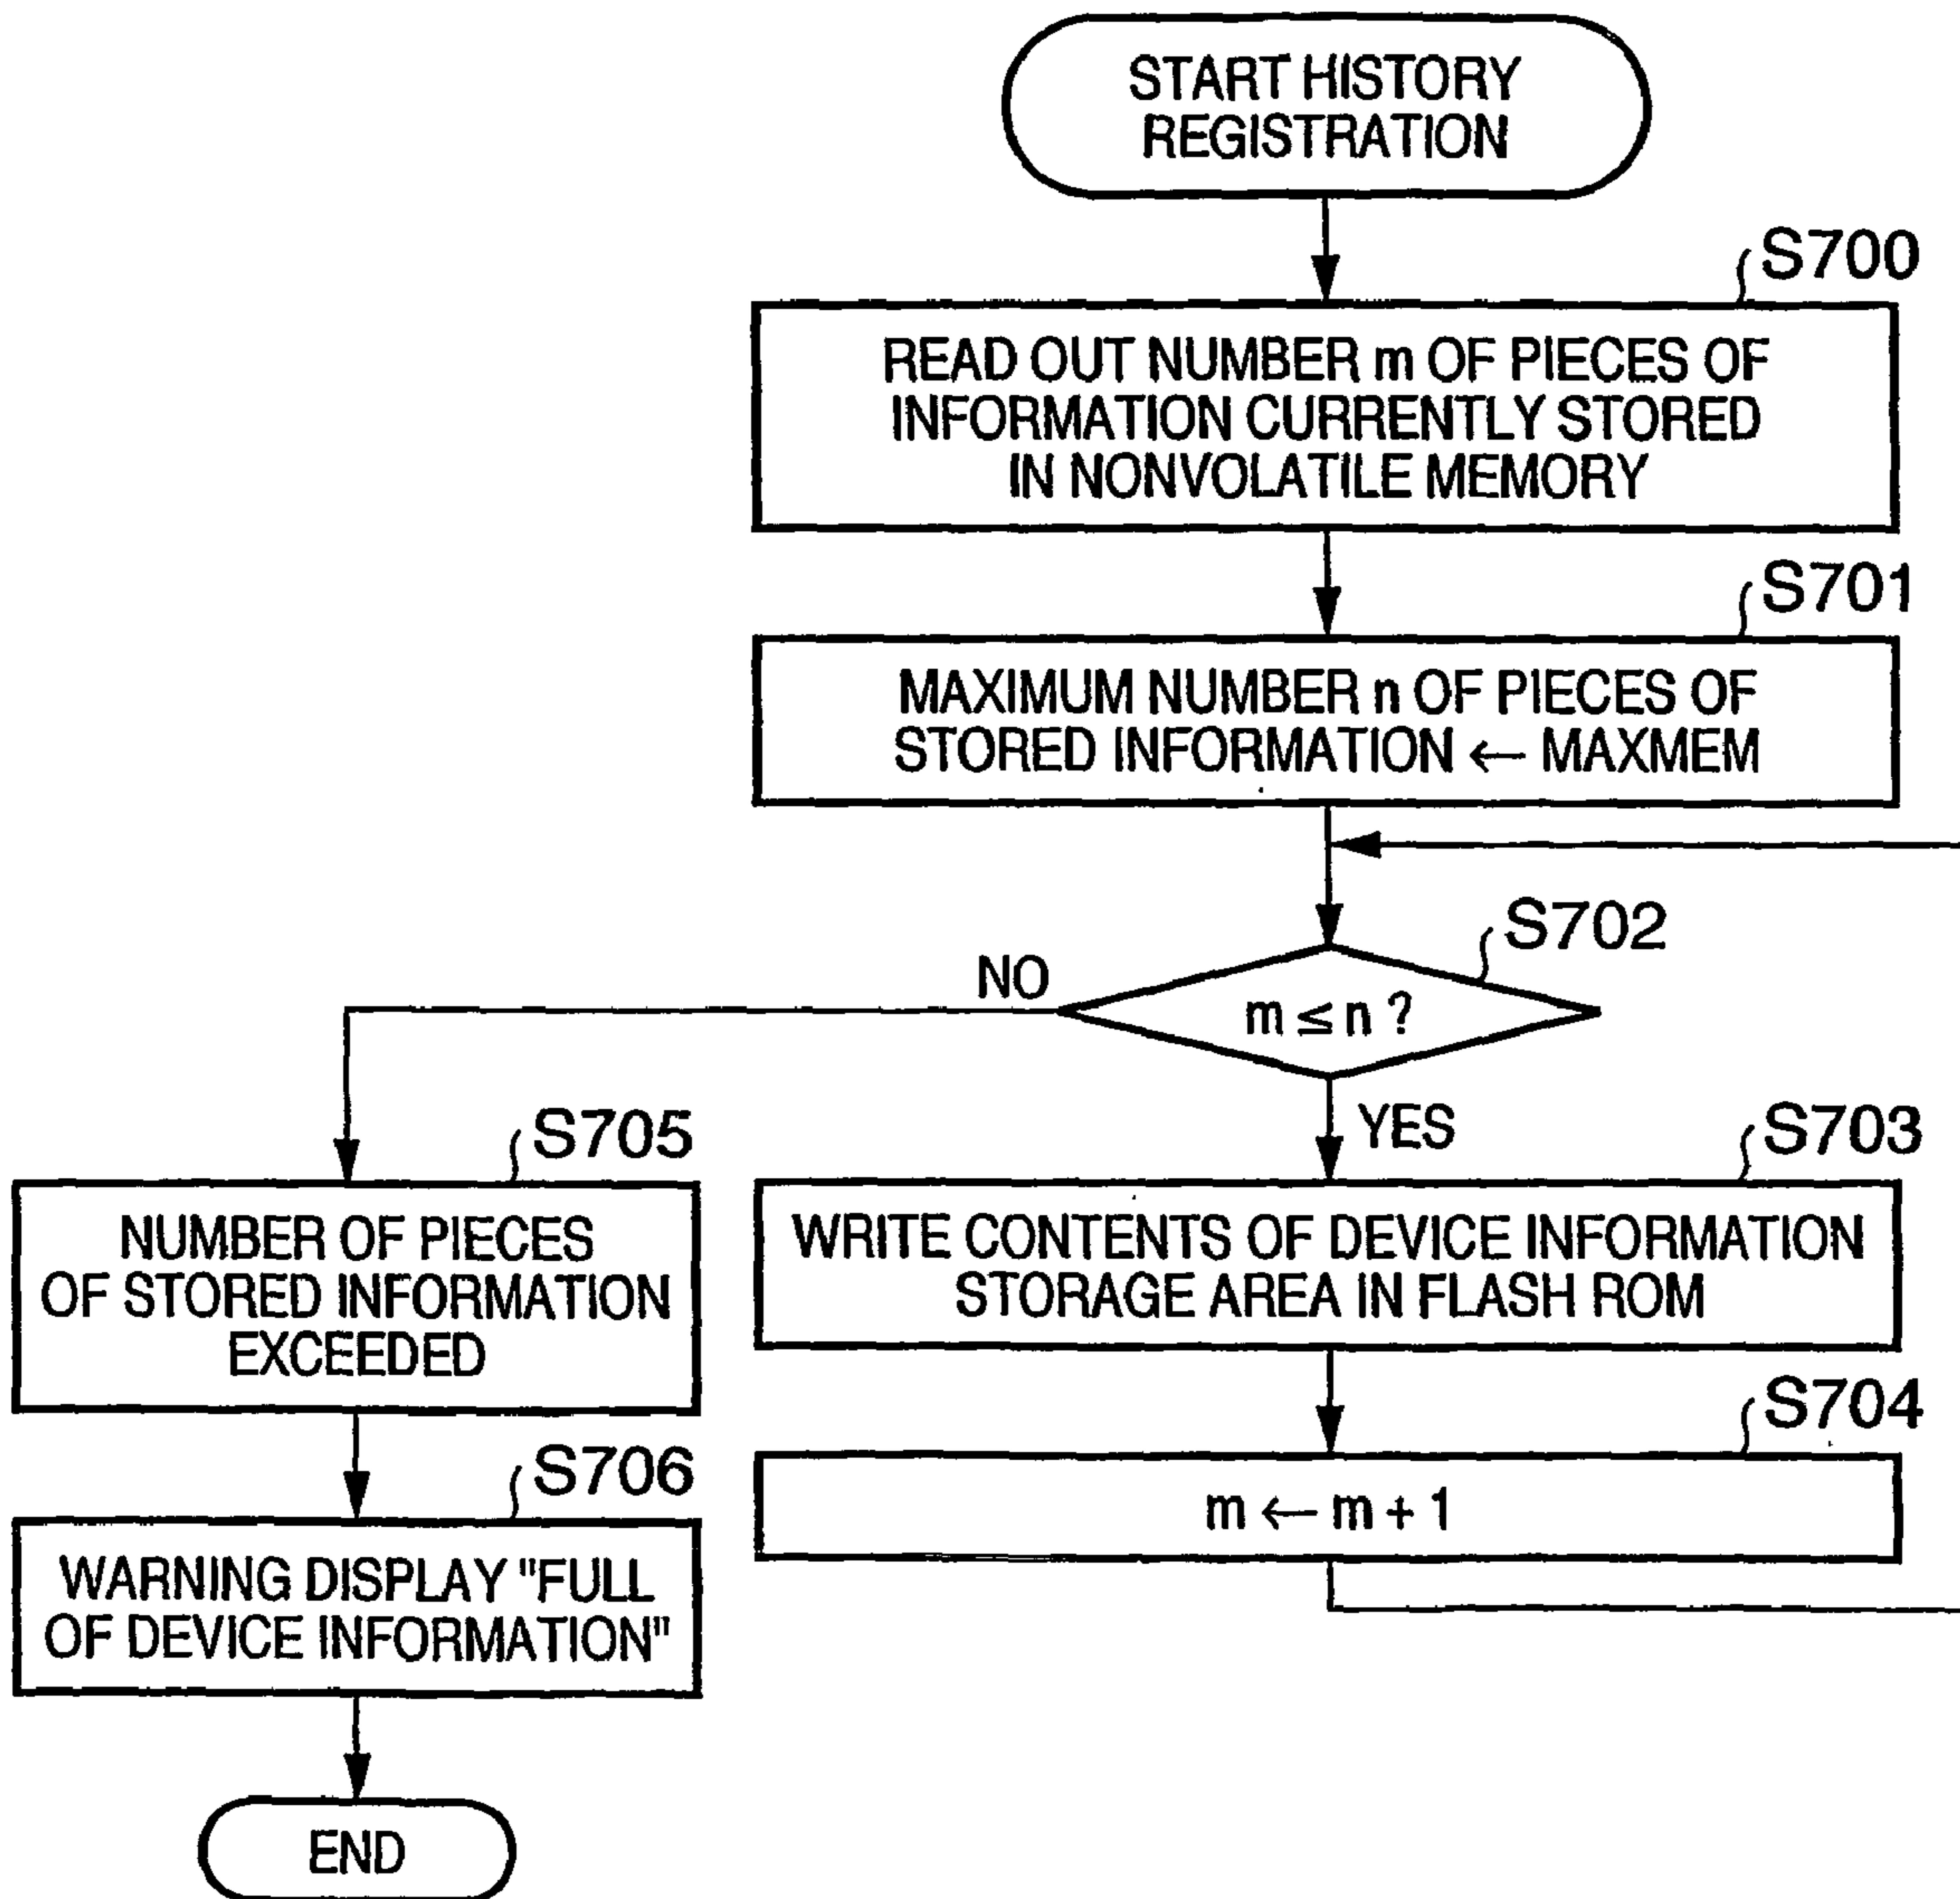 START HISTORY
REGISTRATION
S700
READ OUT NUMBER m OF PIECES OF
INFORMATION CURRENTLY STORED
IN NONVOLATILE MEMORY
S701
MAXIMUM NUMBER n OF PIECES OF
STORED INFORMATION ← MAXMEM
S702
NO
m ≤ n ?
YES
S703
WRITE CONTENTS OF DEVICE INFORMATION
STORAGE AREA IN FLASH ROM
S704
m ← m + 1
S705
NUMBER OF PIECES
OF STORED INFORMATION
EXCEEDED
S706
WARNING DISPLAY "FULL
OF DEVICE INFORMATION"
END